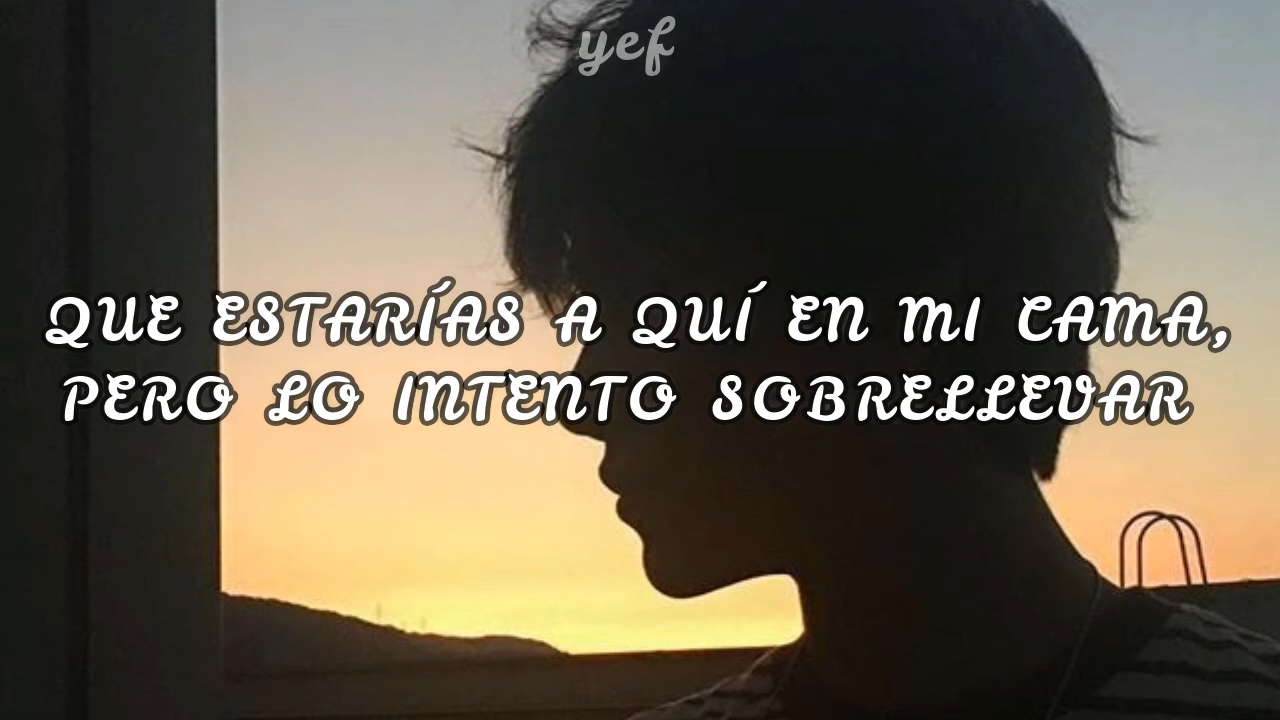 yef
QUE ESTARÍAS A QUÍ EN MI CAMA,
PERO LO INTENTO SOBRELLEVAR